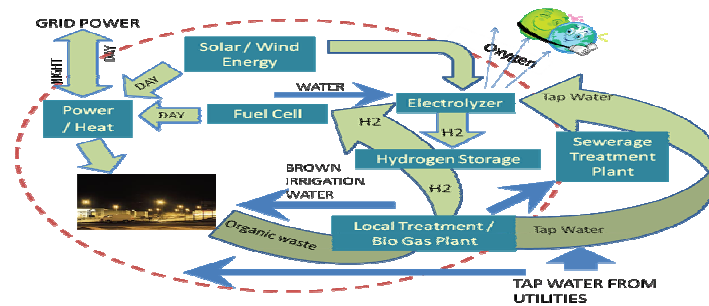 GRID POWER
Solar / Wind
Energy
Oxygen
NIGHT
DAY
DAY
WATER
Electrolyzer
Tap Water
Power
/ Heat
DAY
Fuel Cell
H2
H2
Sewerage
Treatment
Plant
Hydrogen Storage
BROWN
IRRIGATION
WATER
H2
Organic waste
Local Treatment /
Bio Gas Plant
Tap Water
TAP WATER FROM
UTILITIES